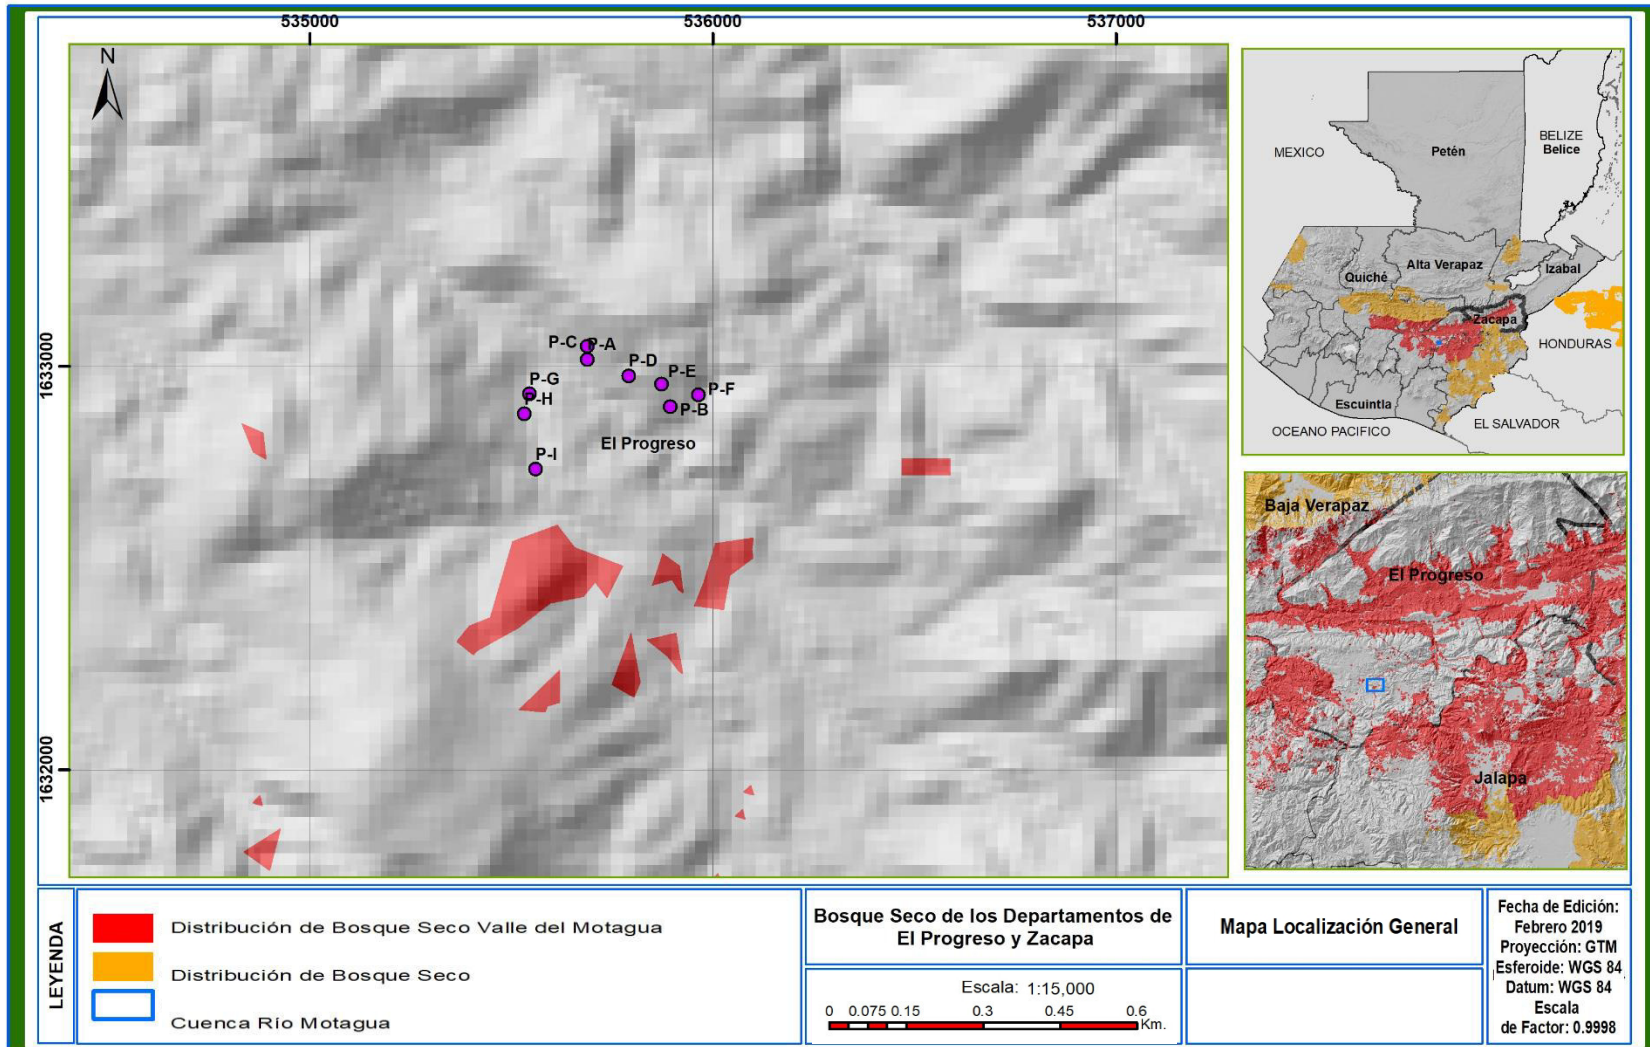 535000
536000
537000
N
1633000
1632000
P-C
P-A
P-D
P-E
P-G
P-F
P-H
P-B
El Progreso
P-I
MEXICO
Petén
BELIZE
Belice
Quiché
Alta Verapaz
Izabal
Zacapa
HONDURAS
Escuintla
OCEANO PACIFICO
EL SALVADOR
Baja Verapaz
El Progreso
Jalapa
LEYENDA
Distribución de Bosque Seco Valle del Motagua
Distribución de Bosque Seco
Cuenca Río Motagua
Bosque Seco de los Departamentos de
El Progreso y Zacapa
Escala: 1:15,000
0 0.075 0.15 0.3 0.45 0.6
Km.
Mapa Localización General
Fecha de Edición:
Febrero 2019
Proyección: GTM
Esferoide: WGS 84
Datum: WGS 84
Escala
de Factor: 0.9998